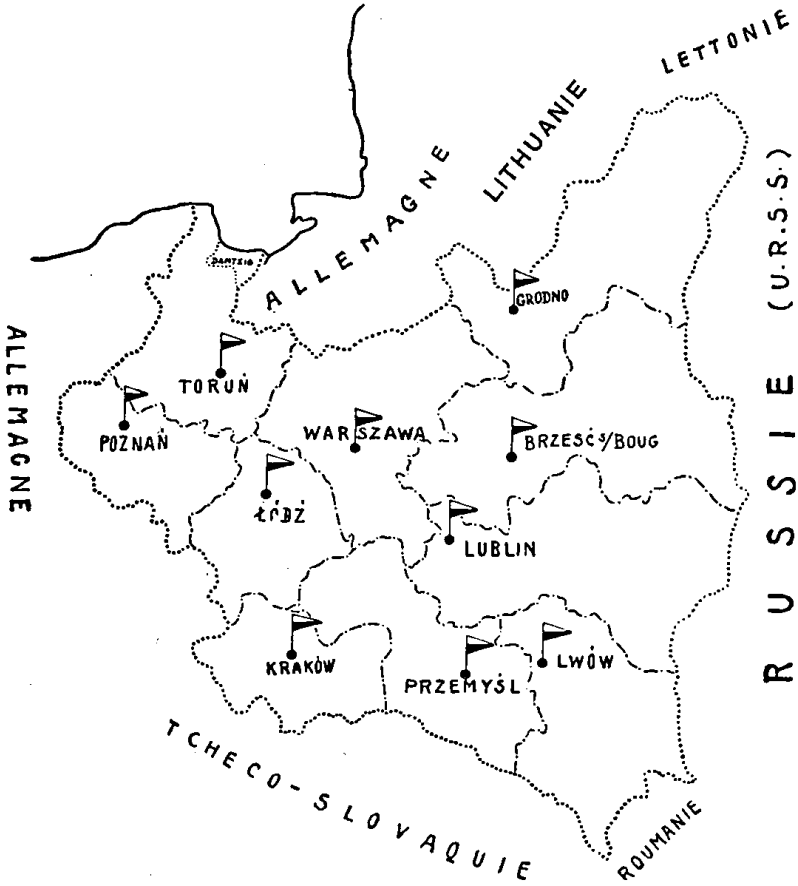 LETTONIE
LITHUANIE
ALLEMAGNE
(U.R.S.S.)
RUSSIE
DANTZIG
GRODNO
ALLEMAGNE
TORUŃ
POZNAŃ
WARSZAWA
BRZEŚĆ s/BOUG
ŁÓDŹ
LUBLIN
KRAKÓW
PRZEMYŚL
LWÓW
TCHECO-SLOVAQUIE
ROUMANIE